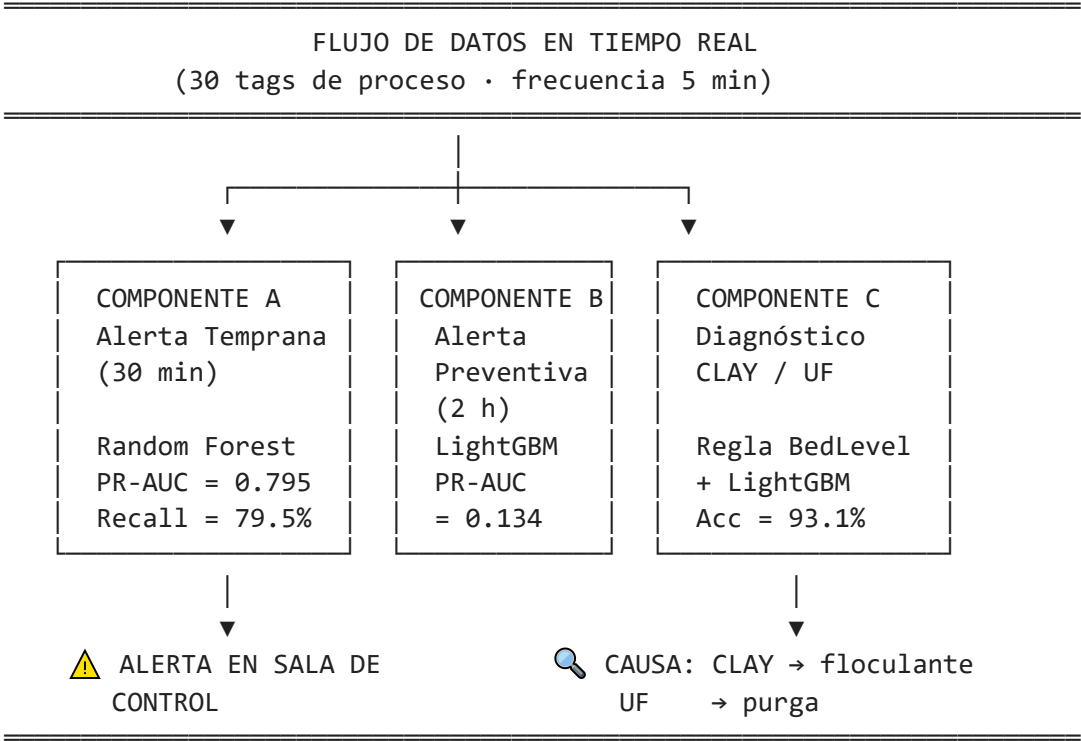 FLUJO DE DATOS EN TIEMPO REAL
(30 tags de proceso · frecuencia 5 min)
COMPONENTE A
Alerta Temprana
(30 min)
Random Forest
PR-AUC = 0.795
Recall = 79.5%
COMPONENTE B
Alerta
Preventiva
(2 h)
LightGBM
PR-AUC
= 0.134
COMPONENTE C
Diagnóstico
CLAY / UF
Regla BedLevel
+ LightGBM
Acc = 93.1%
⚠ ALERTA EN SALA DE
CONTROL
🔍 CAUSA: CLAY → floculante
UF → purga